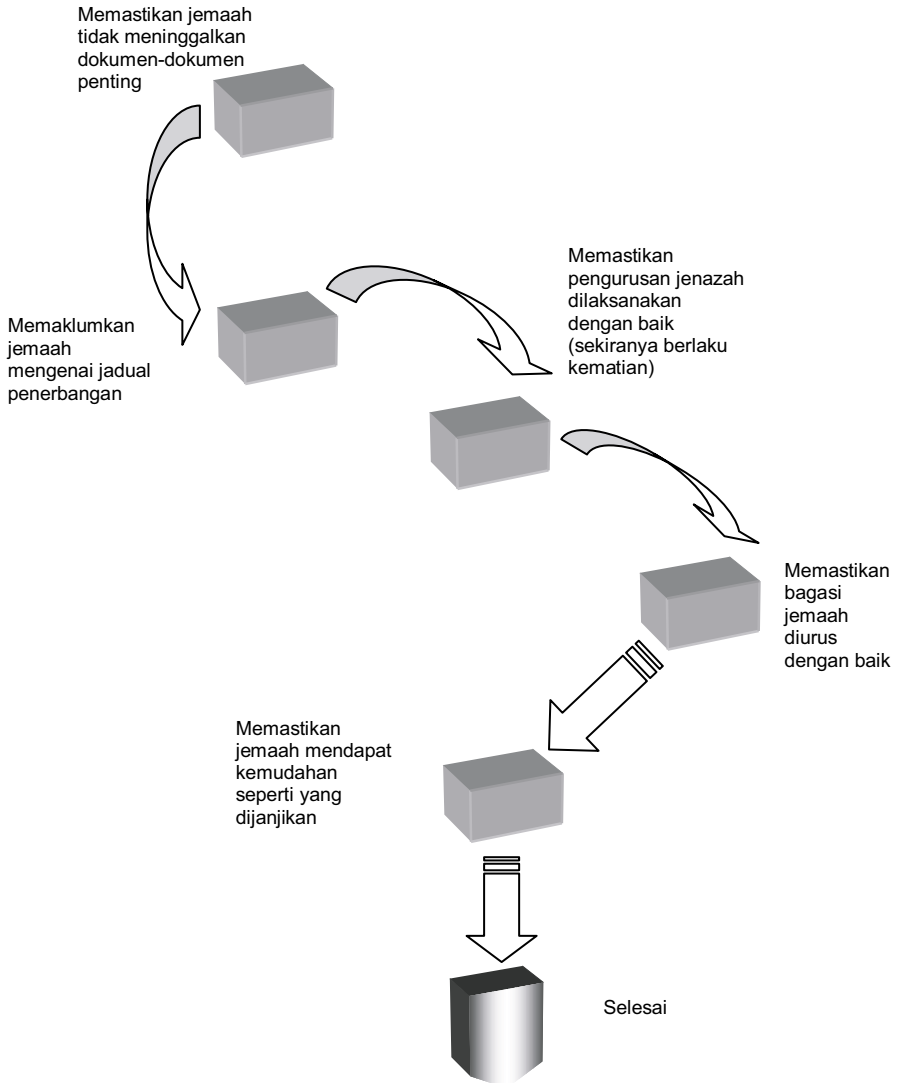 Memastikan jemaah
tidak meninggalkan
dokumen-dokumen
penting
Memaklumkan
jemaah
mengenai jadual
penerbangan
Memastikan
pengurusan jenazah
dilaksanakan
dengan baik
(sekiranya berlaku
kematian)
Memastikan
bagasi
jemaah
diurus
dengan baik
Memastikan
jemaah mendapat
kemudahan
seperti yang
dijanjikan
Selesai